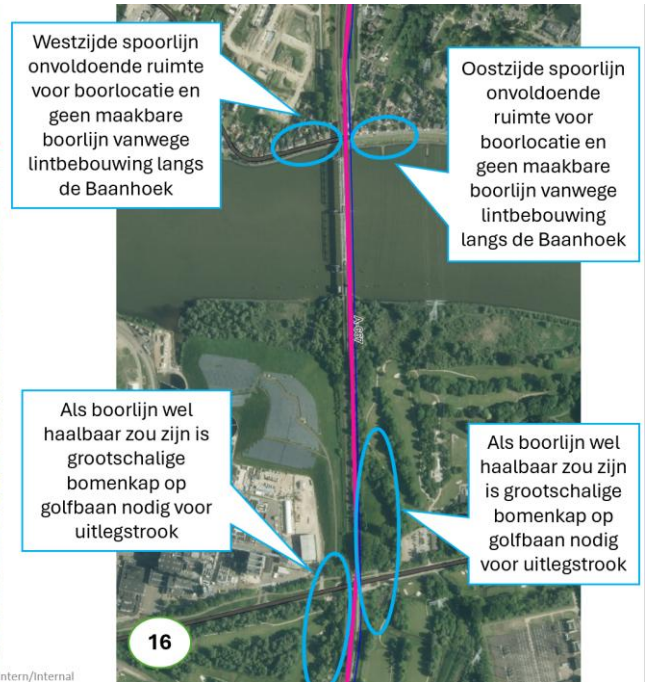 Westzijde spoorlijn
onvoldoende ruimte
voor boorlocatie en
geen maakbare
boorlijn vanwege
lintbebouwing langs
de Baanhoek
Oostzijde spoorlijn
onvoldoende
ruimte voor
boorlocatie en
geen maakbare
boorlijn vanwege
lintbebouwing
langs de Baanhoek
Als boorlijn wel
haalbaar zou zijn is
grootschalige
bomenkap op
golfbaan nodig voor
uitlegstrook
Als boorlijn wel
haalbaar zou zijn
is grootschalige
bomenkap op
golfbaan nodig
voor uitlegstrook
16
ntern/Internal